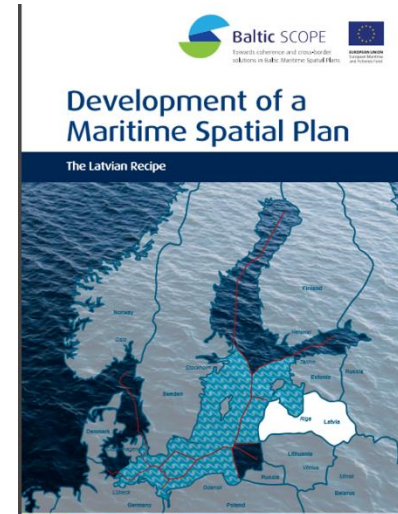 Baltic SCOPE
Towards coherence and cross-border
solutions in Baltic Maritime Spatial Plans
EUROPEAN UNION
European Maritime
and Fisheries Fund
Development of a
Maritime Spatial Plan
The Latvian Recipe
Norway
Finland
Oslo
Helsinki
Tallinn
Stockholm
Estonia
Russia
Sweden
Riga
Latvia
Denmark
Lithuania
Vilnius
Minsk
Russia
Gdansk
Belarus
Lübeck
Germany
Poland